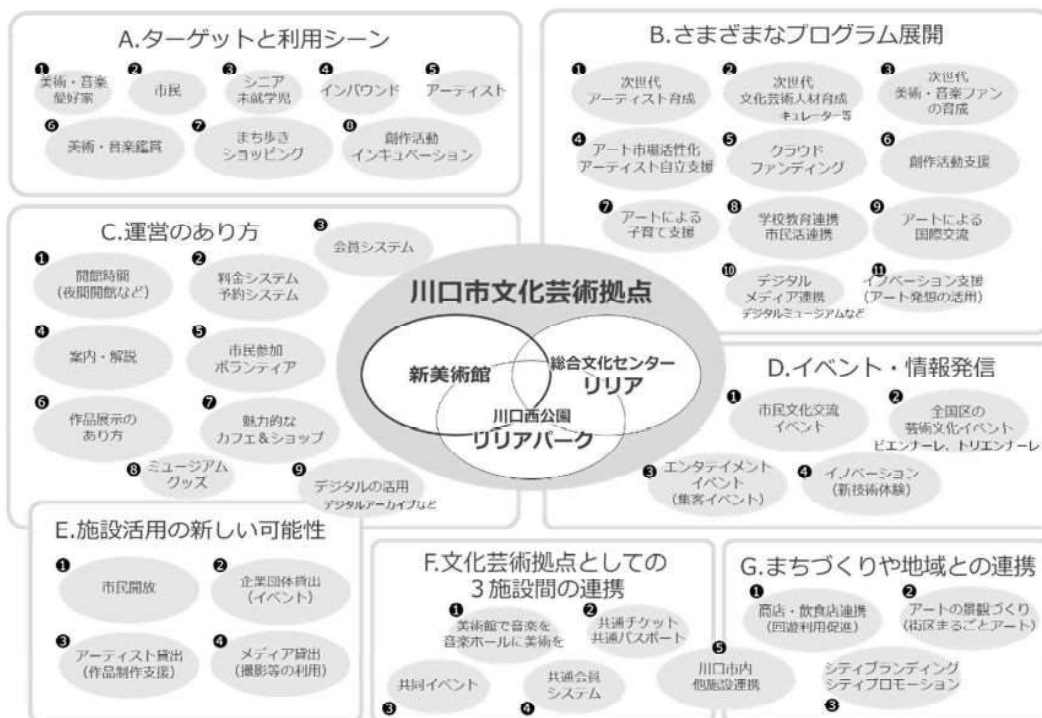 A.ターゲットと利用シーン
❶
美術・音楽
愛好家
❷
市民
❸
シニア
未就学児
❹
インバウンド
❺
アーティスト
❻
美術・音楽鑑賞
❼
まち歩き
ショッピング
❽
創作活動
インキュベーション
B.さまざまなプログラム展開
❶
次世代
アーティスト育成
❷
次世代
文化芸術人材育成
キュレーター等
❸
次世代
美術・音楽ファン
の育成
❹
アート市場活性化
アーティスト自立支援
❺
クラウド
ファンディング
❻
創作活動支援
❼
アートによる
子育て支援
❽
学校教育連携
市民活連携
❾
アートによる
国際交流
❿
デジタル
メディア連携
デジタルミュージアムなど
⓫
イノベーション支援
(アート発想の活用)
C.運営のあり方
❶
開館時間
(夜間開館など)
❷
料金システム
予約システム
❸
会員システム
❹
案内・解説
❺
市民参加
ボランティア
❻
作品展示の
あり方
❼
魅力的な
カフェ&ショップ
❽
ミュージアム
グッズ
❾
デジタルの活用
デジタルアーカイブなど
川口市文化芸術拠点
新美術館
総合文化センター
リリア
川口西公園
リリアパーク
D.イベント・情報発信
❶
市民文化交流
イベント
❷
全国区の
芸術文化イベント
ビエンナーレ、トリエンナーレ
❸
エンタテイメント
イベント
(集客イベント)
❹
イノベーション
(新技術体験)
E.施設活用の新しい可能性
❶
市民開放
❷
企業団体貸出
(イベント)
❸
アーティスト貸出
(作品制作支援)
❹
メディア貸出
(撮影等の利用)
F.文化芸術拠点としての
3施設間の連携
❶
美術館で音楽を
音楽ホールに美術を
❷
共通チケット
共通パスポート
❸
共同イベント
❹
共通会員
システム
❺
川口市内
他施設連携
G.まちづくりや地域との連携
❶
商店・飲食店連携
(回遊利用促進)
❷
アートの景観づくり
(街区まるごとアート)
シティブランディング
シティプロモーション
❸